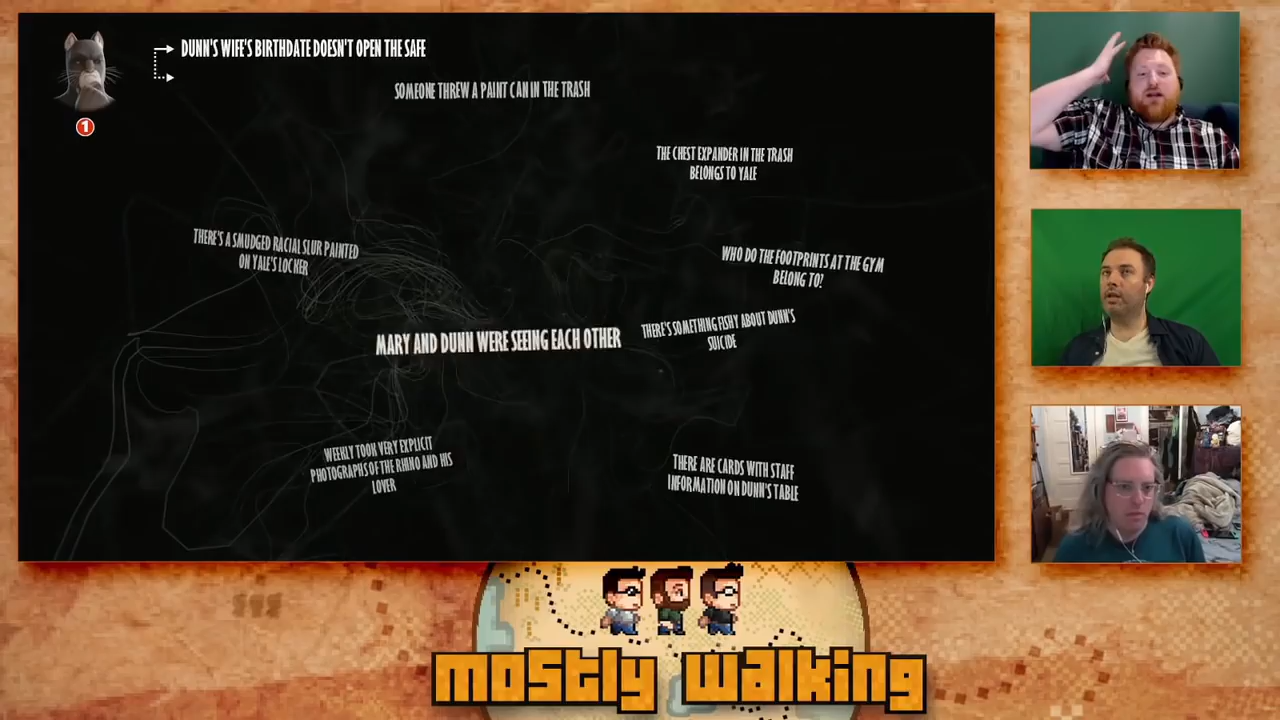 DUNN'S WIFE'S BIRTHDATE DOESN'T OPEN THE SAFE
1
SOMEONE THREW A PAINT CAN IN THE TRASH
THE CHEST EXPANDER IN THE TRASH
BELONGS TO YALE
THERE'S A SMUDGED RACIAL SLUR PAINTED
ON YALE'S LOCKER
WHO DO THE FOOTPRINTS AT THE GYM
BELONG TO?
MARY AND DUNN WERE SEEING EACH OTHER
THERE'S SOMETHING FISHY ABOUT DUNN'S
SUICIDE
WEEKLY TOOK VERY EXPLICIT
PHOTOGRAPHS OF THE RHINO AND HIS
LOVER
THERE ARE CARDS WITH STAFF
INFORMATION ON DUNN'S TABLE
mostly walking